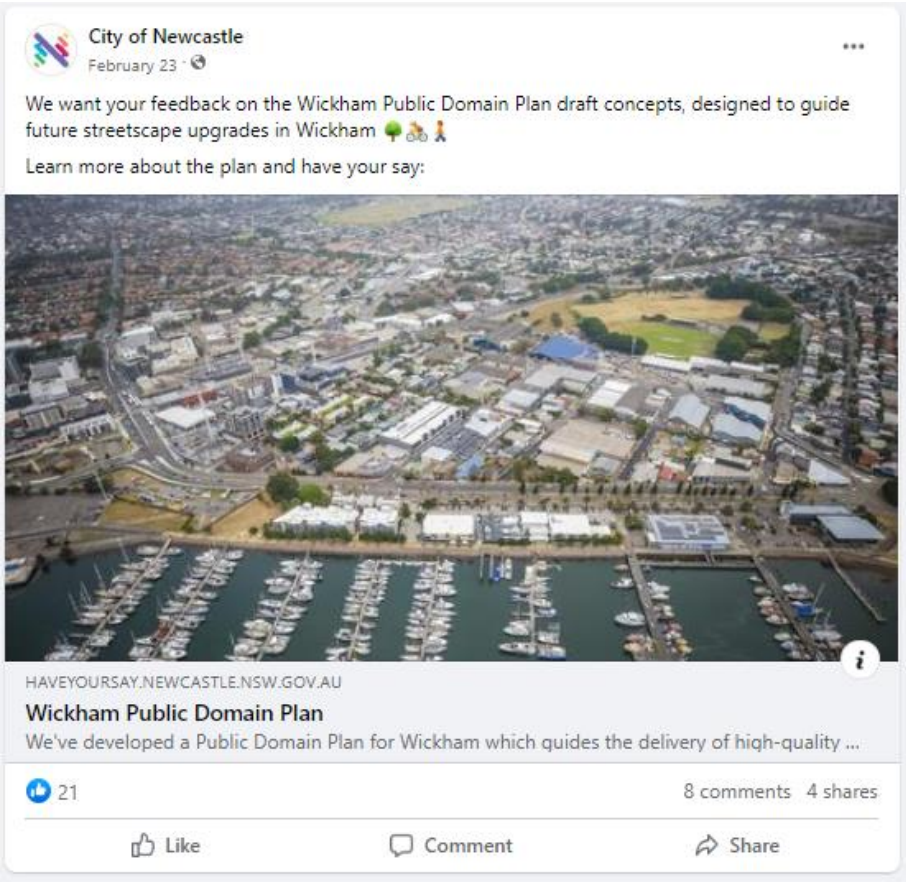 City of Newcastle
February 23 ·
We want your feedback on the Wickham Public Domain Plan draft concepts, designed to guide
future streetscape upgrades in Wickham 🌳🚴🚶
Learn more about the plan and have your say:
i
HAVEYOURSAY.NEWCASTLE.NSW.GOV.AU
Wickham Public Domain Plan
We've developed a Public Domain Plan for Wickham which guides the delivery of high-quality ...
21
8 comments 4 shares
Like Comment Share